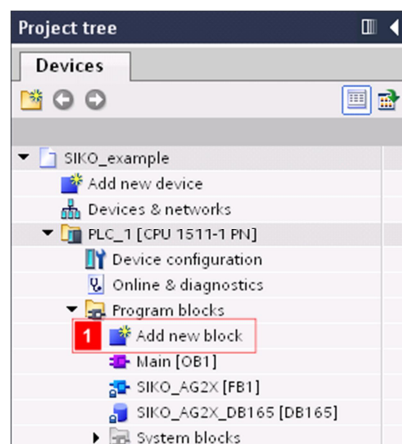 Project tree
Devices
SIKO_example
Add new device
Devices & networks
PLC_1 [CPU 1511-1 PN]
Device configuration
Online & diagnostics
Program blocks
1 Add new block
Main [OB1]
SIKO_AG2X [FB1]
SIKO_AG2X_DB165 [DB165]
System blocks